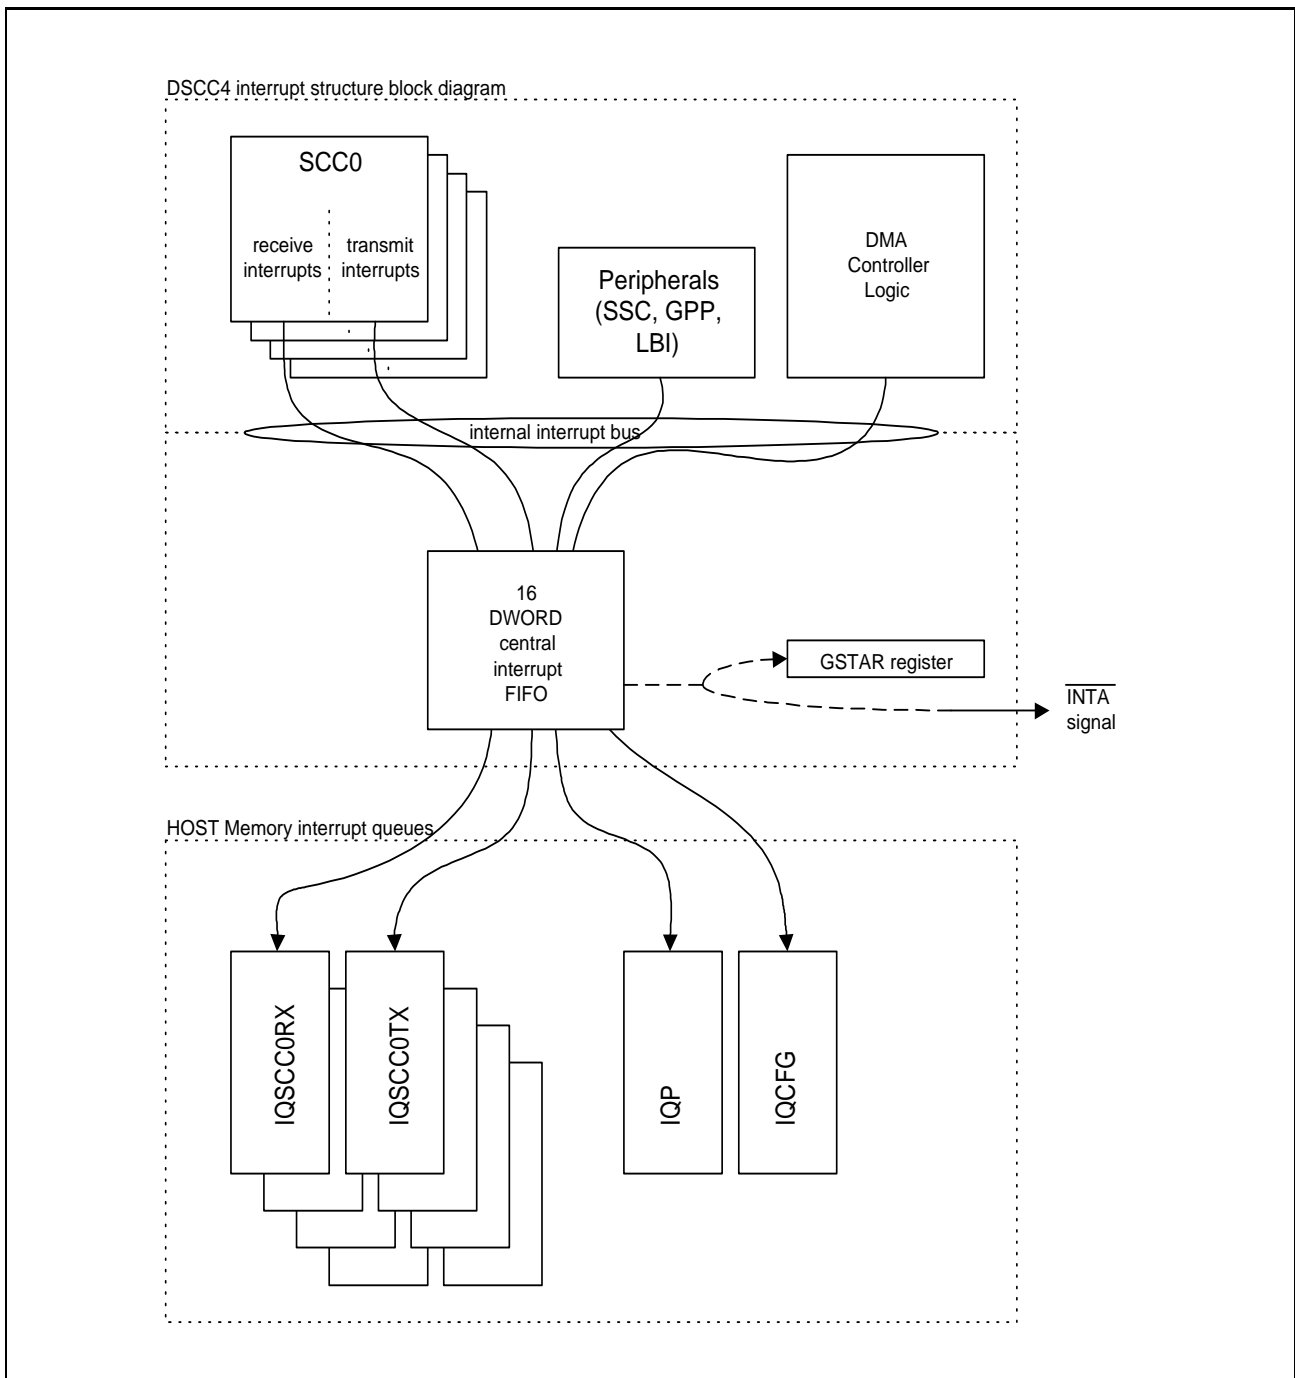 DSCC4 interrupt structure block diagram
SCC0
receive
interrupts
transmit
interrupts
Peripherals
(SSC, GPP,
LBI)
DMA
Controller
Logic
internal interrupt bus
16
DWORD
central
interrupt
FIFO
GSTAR register
INTA
signal
HOST Memory interrupt queues
IQSCC0RX
IQSCC0TX
IQP
IQCFG